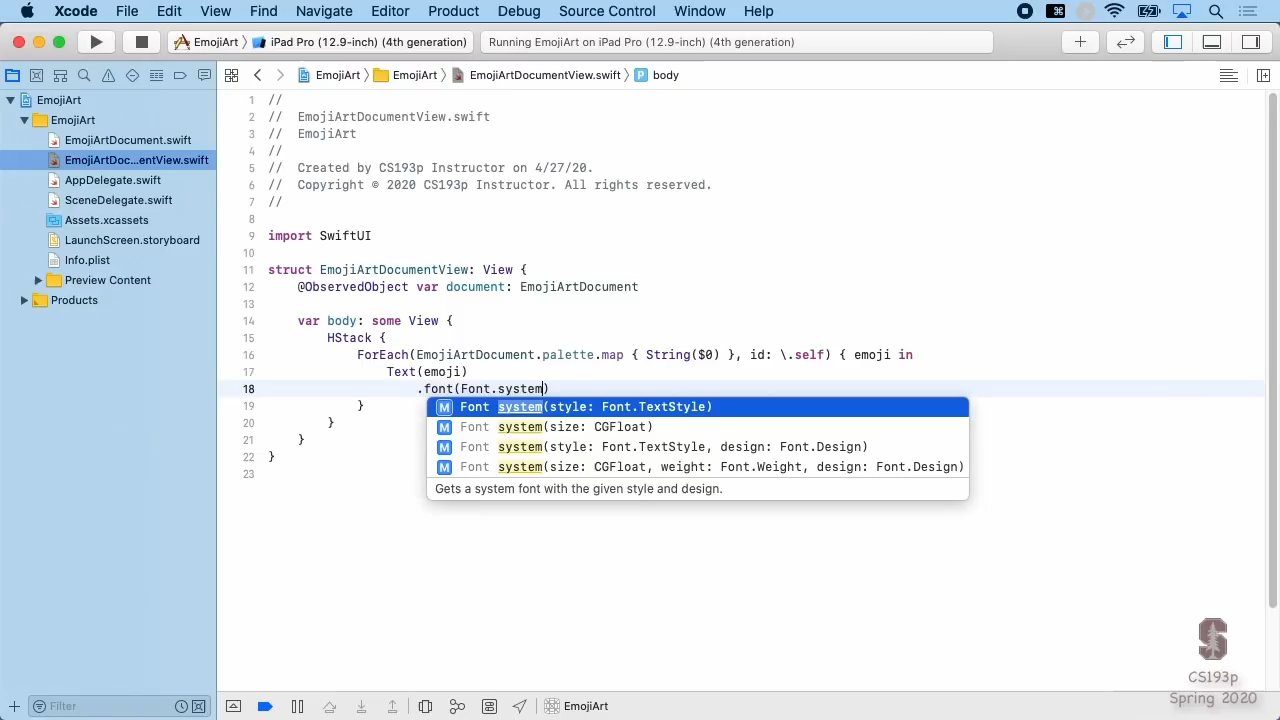 Xcode File Edit View Find Navigate Editor Product Debug Source Control Window Help
EmojiArt iPad Pro (12.9-inch) (4th generation) Running EmojiArt on iPad Pro (12.9-inch) (4th generation)
EmojiArt EmojiArt EmojiArtDocumentView.swift P body
EmojiArt
EmojiArt
EmojiArtDocument.swift
EmojiArtDoc...entView.swift
AppDelegate.swift
SceneDelegate.swift
Assets.xcassets
LaunchScreen.storyboard
Info.plist
Preview Content
Products
Filter
1 //
2 //  EmojiArtDocumentView.swift
3 //  EmojiArt
4 //
5 //  Created by CS193p Instructor on 4/27/20.
6 //  Copyright © 2020 CS193p Instructor. All rights reserved.
7 //
8
9 import SwiftUI
10
11 struct EmojiArtDocumentView: View {
12     @ObservedObject var document: EmojiArtDocument
13
14     var body: some View {
15         HStack {
16             ForEach(EmojiArtDocument.palette.map { String($0) }, id: \.self) { emoji in
17                 Text(emoji)
18                     .font(Font.system)
19             }
20         }
21     }
22 }
23
M Font system(style: Font.TextStyle)
M Font system(size: CGFloat)
M Font system(style: Font.TextStyle, design: Font.Design)
M Font system(size: CGFloat, weight: Font.Weight, design: Font.Design)
Gets a system font with the given style and design.
EmojiArt
S
CS193p
Spring 2020